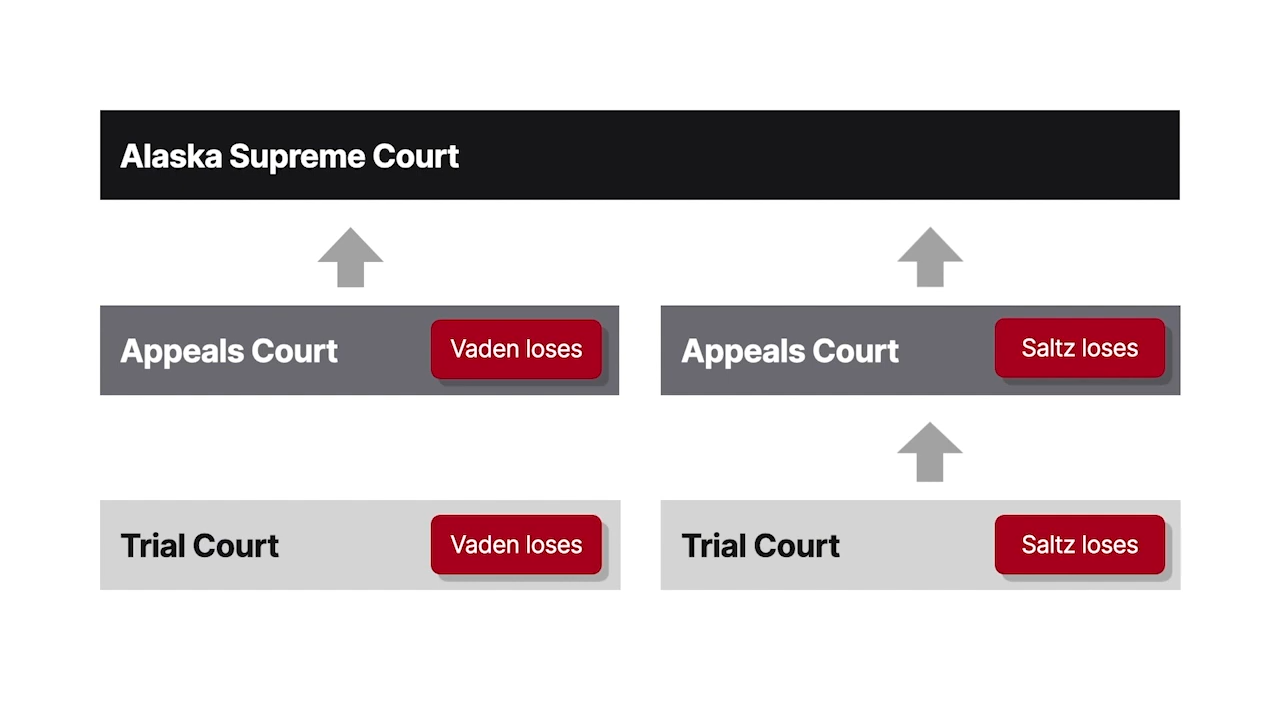 Alaska Supreme Court
Appeals Court
Vaden loses
Appeals Court
Saltz loses
Trial Court
Vaden loses
Trial Court
Saltz loses